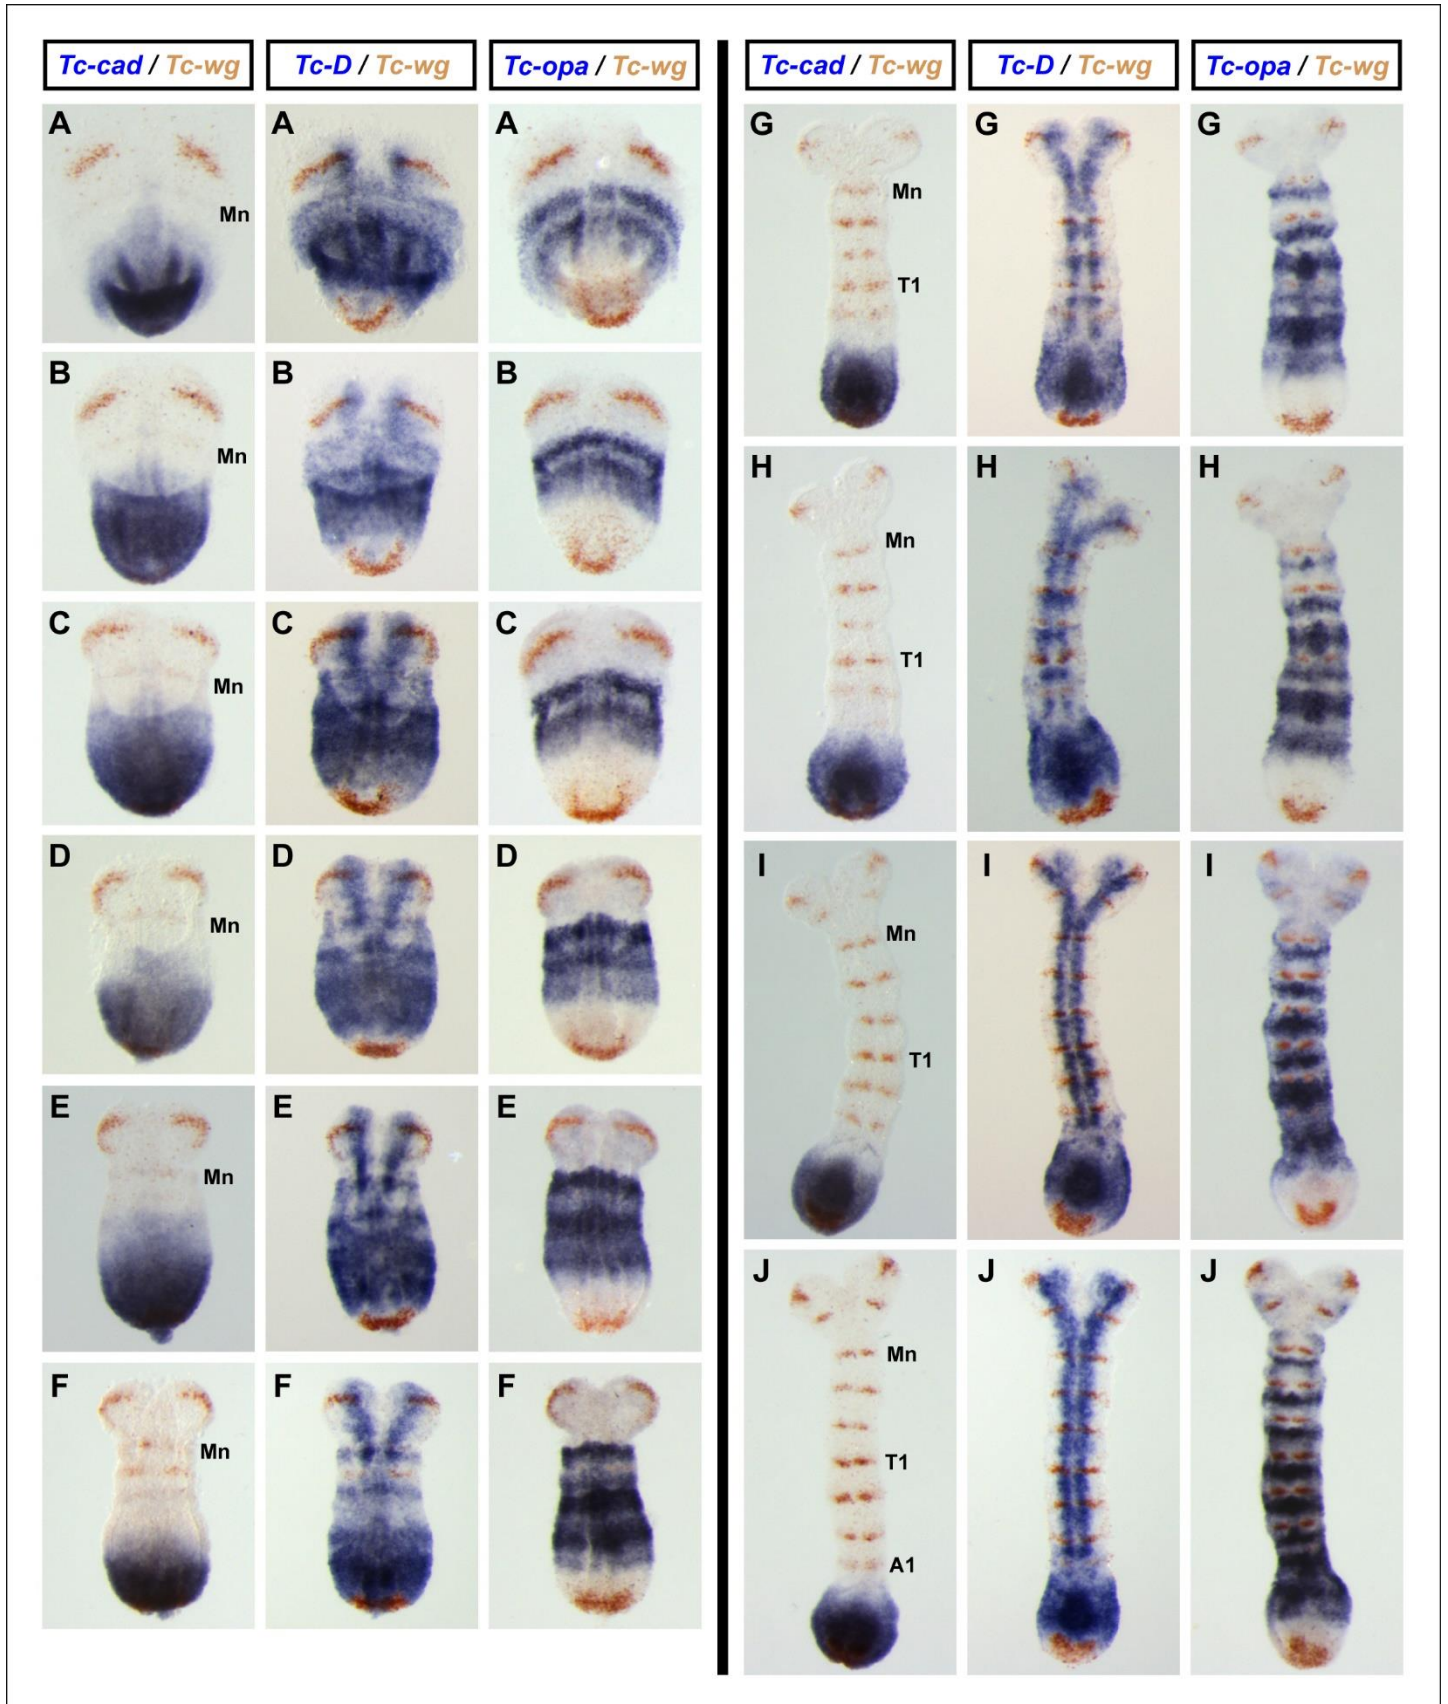 Tc-cad / Tc-wg
Tc-D / Tc-wg
Tc-opa / Tc-wg
A
Mn
A
A
B
Mn
B
B
C
Mn
C
C
D
Mn
D
D
E
Mn
E
E
F
Mn
F
F
Tc-cad / Tc-wg
Tc-D / Tc-wg
Tc-opa / Tc-wg
G
Mn
T1
G
G
H
Mn
T1
H
H
I
Mn
T1
I
I
J
Mn
T1
A1
J
J